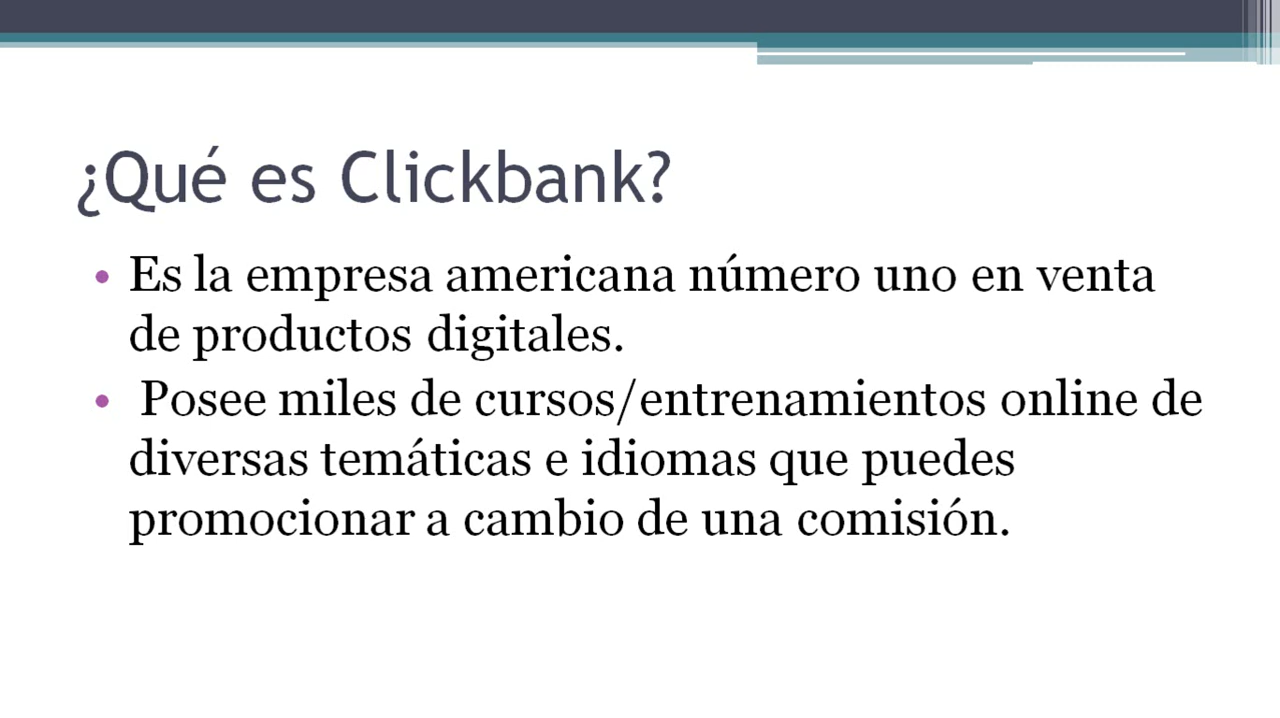 ¿Qué es Clickbank?
• Es la empresa americana número uno en venta
de productos digitales.
• Posee miles de cursos/entrenamientos online de
diversas temáticas e idiomas que puedes
promocionar a cambio de una comisión.